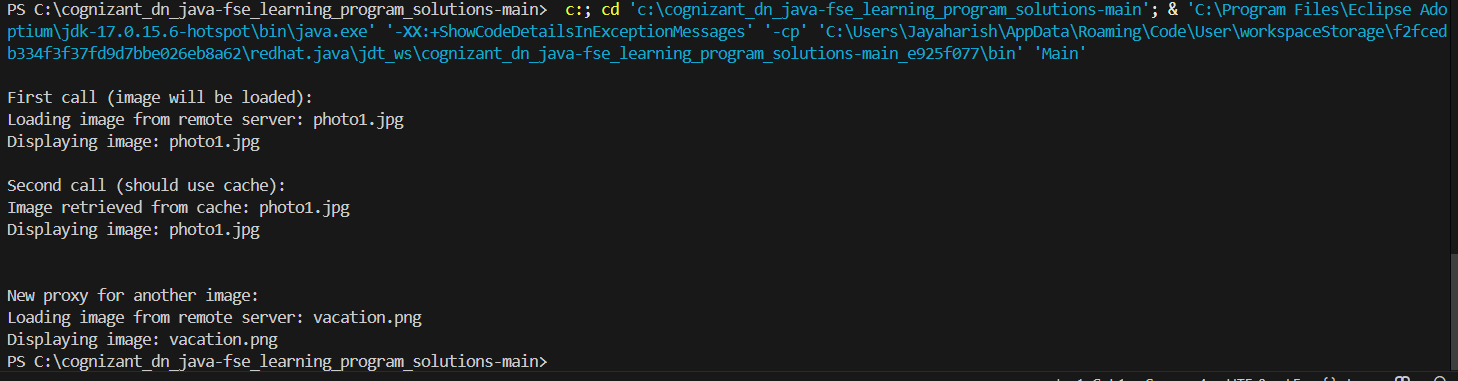 PS C:\cognizant_dn_java-fse_learning_program_solutions-main>  c:; cd 'c:\cognizant_dn_java-fse_learning_program_solutions-main'; & 'C:\Program Files\Eclipse Ado
ptium\jdk-17.0.15.6-hotspot\bin\java.exe' '-XX:+ShowCodeDetailsInExceptionMessages' '-cp' 'C:\Users\Jayaharish\AppData\Roaming\Code\User\workspaceStorage\f2fced
b334f3f37fd9d7bbe026eb8a62\redhat.java\jdt_ws\cognizant_dn_java-fse_learning_program_solutions-main_e925f077\bin' 'Main'
First call (image will be loaded):
Loading image from remote server: photo1.jpg
Displaying image: photo1.jpg
Second call (should use cache):
Image retrieved from cache: photo1.jpg
Displaying image: photo1.jpg
New proxy for another image:
Loading image from remote server: vacation.png
Displaying image: vacation.png
PS C:\cognizant_dn_java-fse_learning_program_solutions-main>